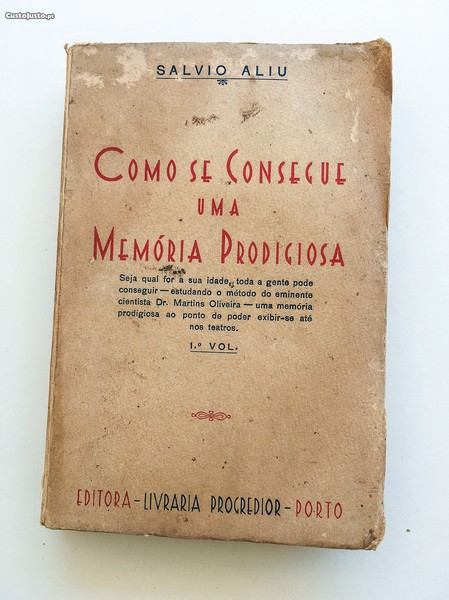 CustoJusto.pt
SALVIO ALIU
COMO SE CONSEGUE
UMA
MEMÓRIA PRODIGIOSA
Seja qual for a sua idade, toda a gente pode
conseguir — estudando o método do eminente
cientista Dr. Martins Oliveira — uma memória
prodigiosa ao ponto de poder exibir-se até
nos teatros.
1.º VOL.
EDITORA - LIVRARIA PROGREDIOR - PORTO